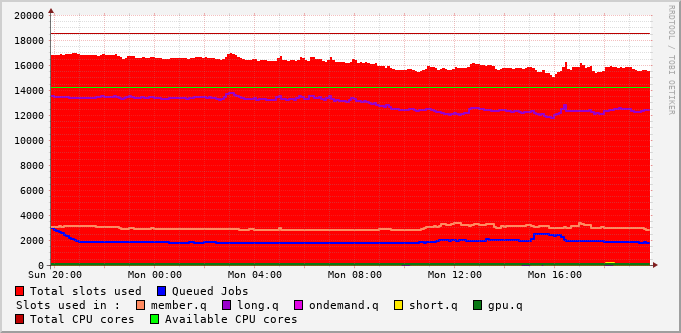 20000
18000
16000
14000
12000
10000
8000
6000
4000
2000
0
Sun 20:00 Mon 00:00 Mon 04:00 Mon 08:00 Mon 12:00 Mon 16:00
Total slots used Queued Jobs
Slots used in : member.q long.q ondemand.q short.q gpu.q
Total CPU cores Available CPU cores
RRDTOOL / TOBI OETIKER